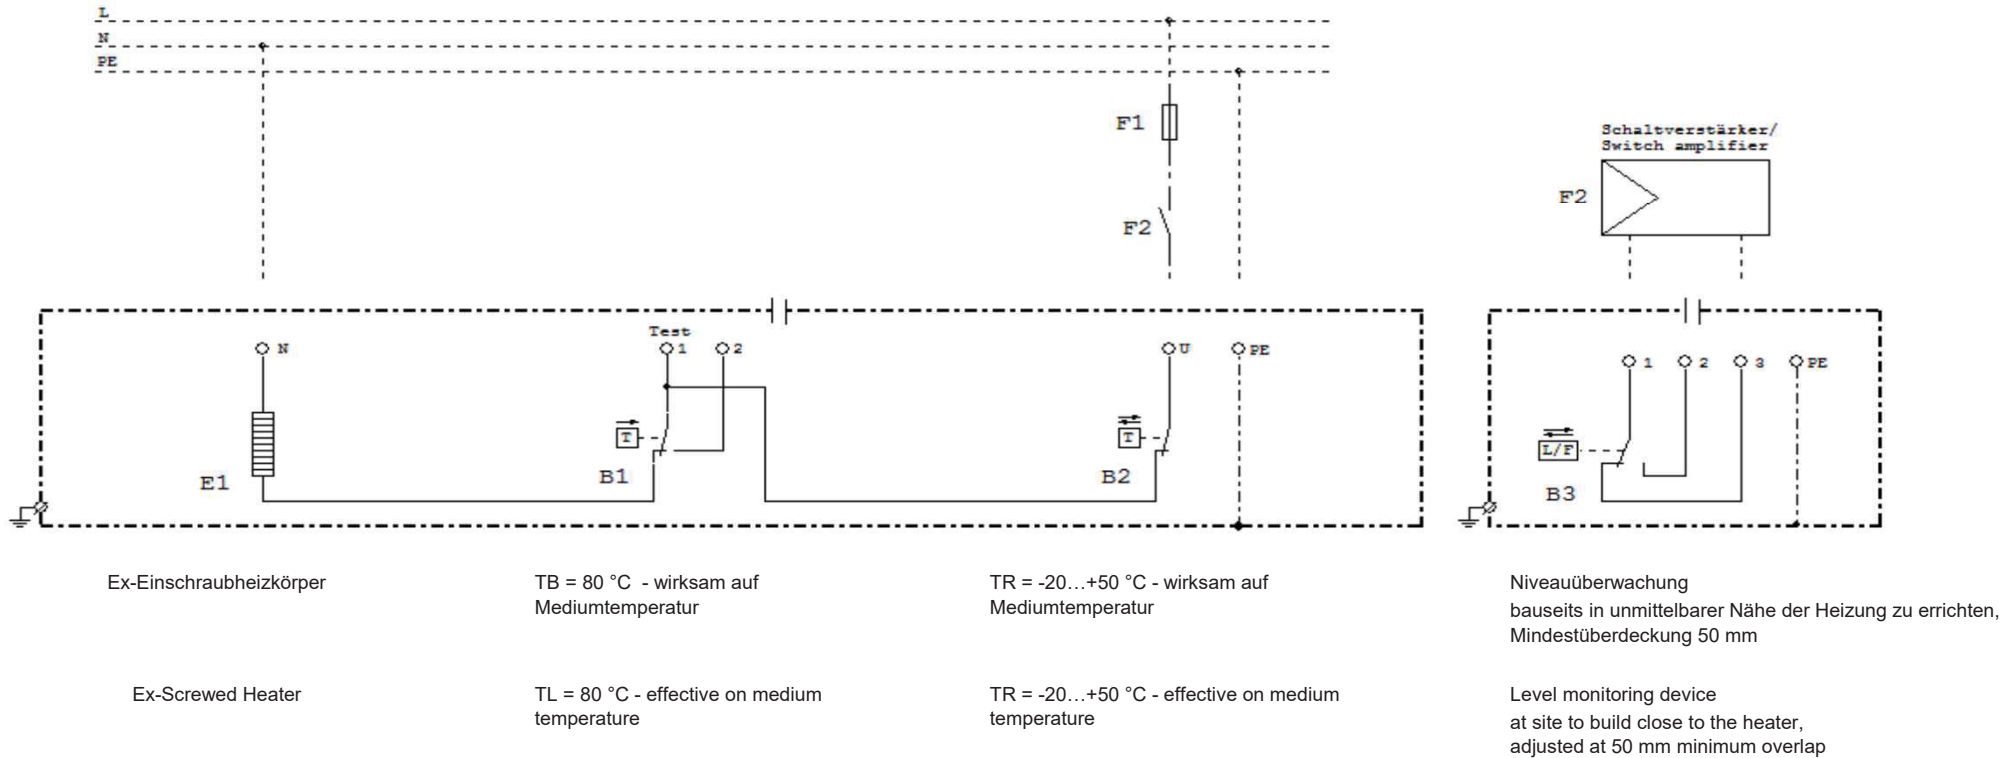 L
N
PE
F1
Schaltverstärker/
Switch amplifier
F2
F2
Test
N
1
2
U
PE
1
2
3
PE
T
T
L/F
E1
B1
B2
B3
Ex-Einschraubheizkörper
TB = 80 °C - wirksam auf
Mediumtemperatur
TR = -20…+50 °C - wirksam auf
Mediumtemperatur
Niveauüberwachung
bauseits in unmittelbarer Nähe der Heizung zu errichten,
Mindestüberdeckung 50 mm
Ex-Screwed Heater
TL = 80 °C - effective on medium
temperature
TR = -20…+50 °C - effective on medium
temperature
Level monitoring device
at site to build close to the heater,
adjusted at 50 mm minimum overlap